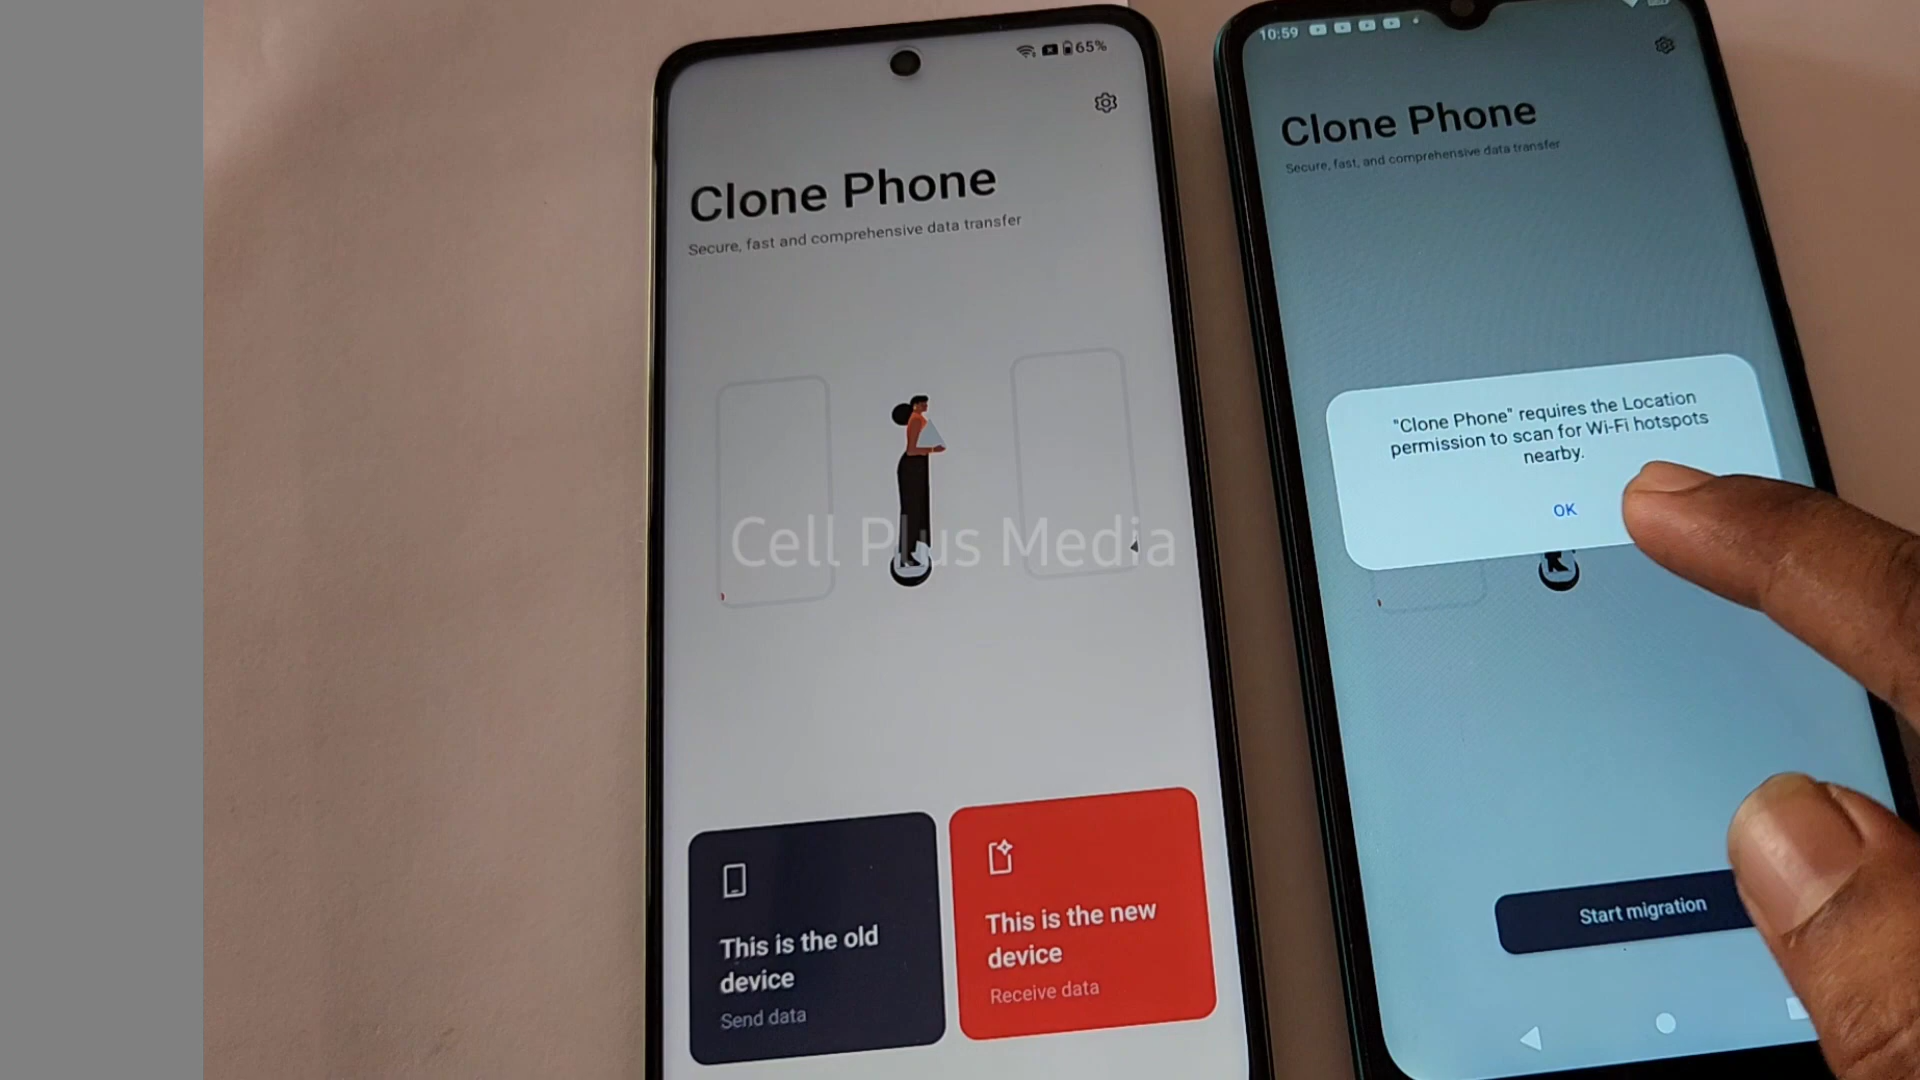 65%
Clone Phone
Secure, fast and comprehensive data transfer
Cell Plus Media
This is the old
device
Send data
This is the new
device
Receive data
10:59
Clone Phone
Secure, fast, and comprehensive data transfer
"Clone Phone" requires the Location
permission to scan for Wi-Fi hotspots
nearby.
OK
Start migration